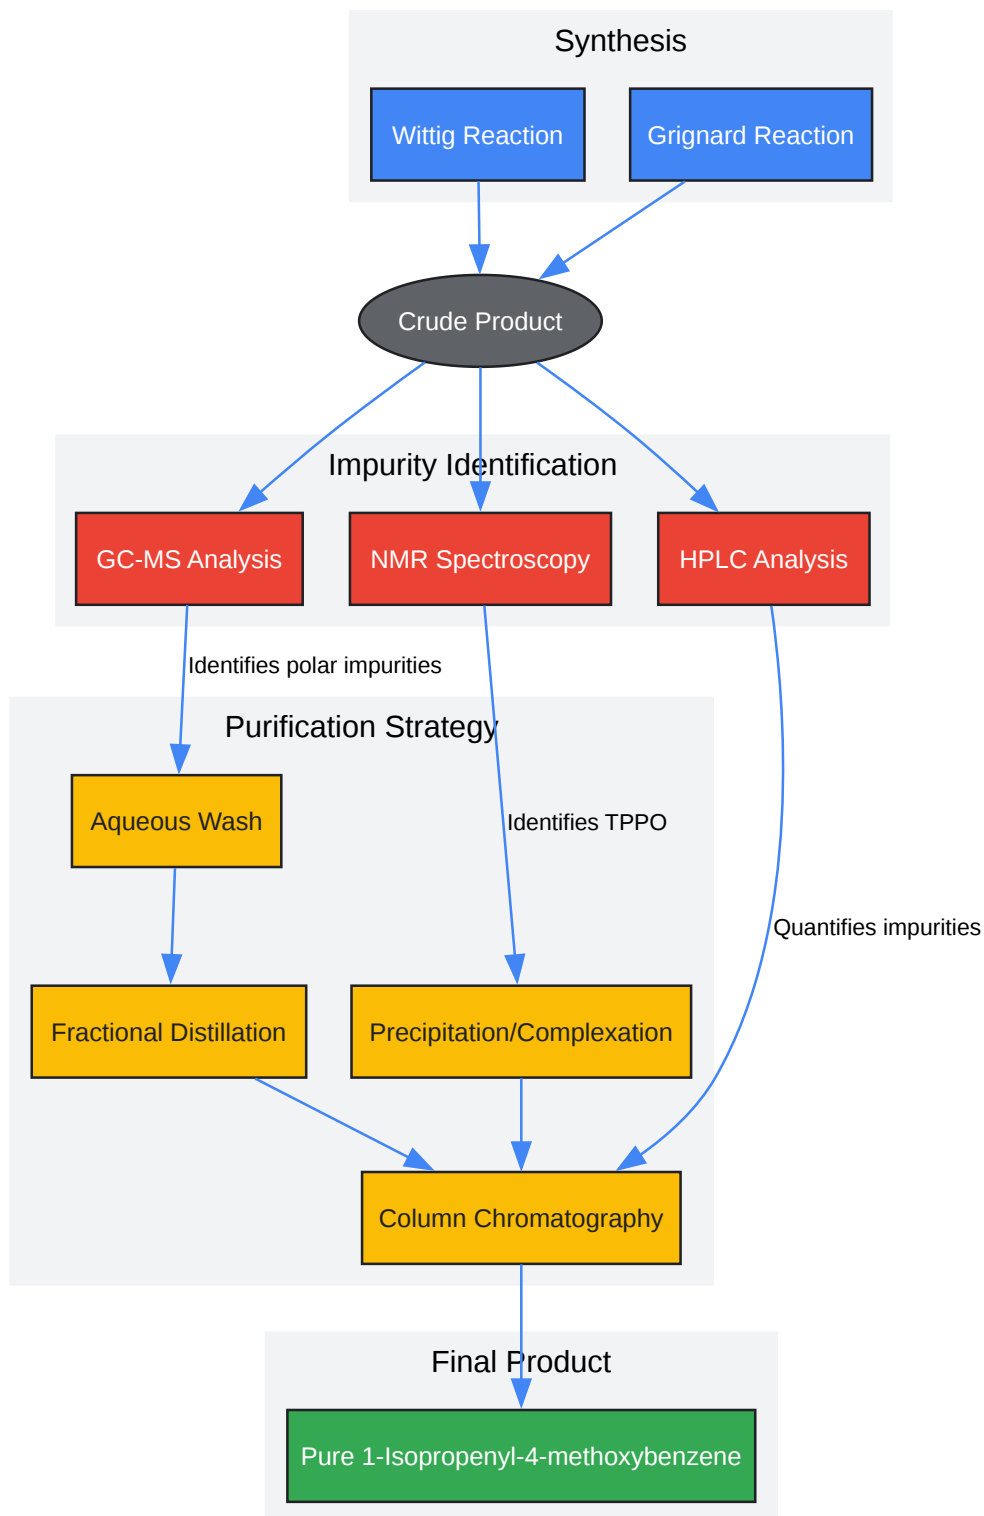 Synthesis
Wittig Reaction
Grignard Reaction
Crude Product
Impurity Identification
GC-MS Analysis
NMR Spectroscopy
HPLC Analysis
Identifies polar impurities
Purification Strategy
Aqueous Wash
Identifies TPPO
Quantifies impurities
Fractional Distillation
Precipitation/Complexation
Column Chromatography
Final Product
Pure 1-Isopropenyl-4-methoxybenzene